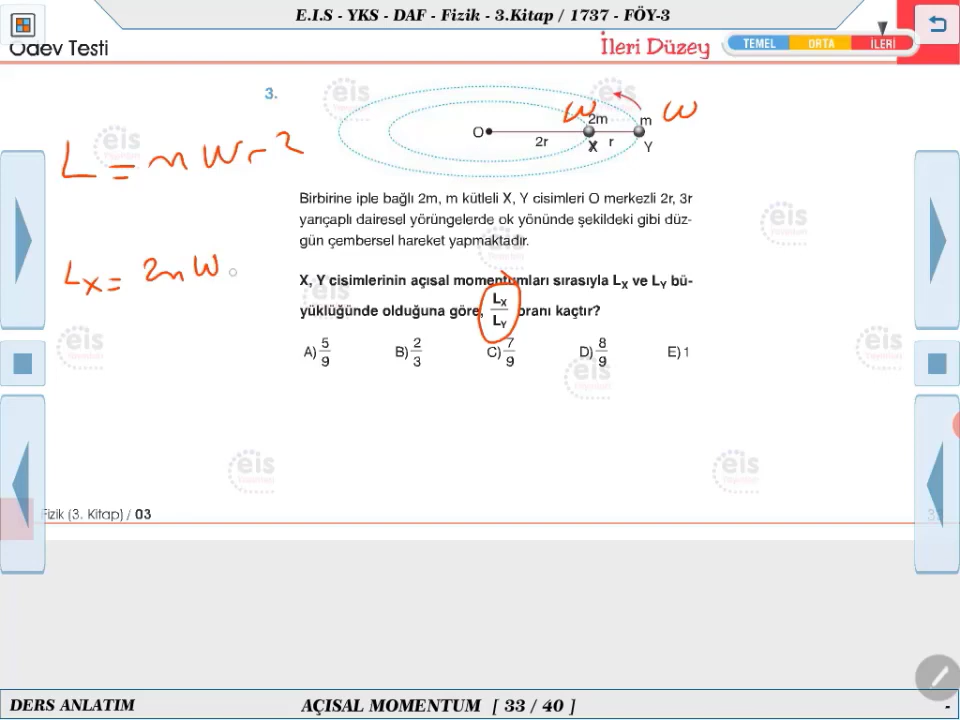 E.I.S - YKS - DAF - Fizik - 3.Kitap / 1737 - FÖY-3
Ödev Testi
İleri Düzey
TEMEL ORTA İLERİ
3.
O
2r
2m
X
r
m
Y
ω ω
L = mwr2
Lx = 2mw
Birbirine iple bağlı 2m, m kütleli X, Y cisimleri O merkezli 2r, 3r
yarıçaplı dairesel yörüngelerde ok yönünde şekildeki gibi düz-
gün çembersel hareket yapmaktadır.
X, Y cisimlerinin açısal momentumları sırasıyla LX ve LY bü-
yüklüğünde olduğuna göre, LX/LY oranı kaçtır?
A) 5/9 B) 2/3 C) 7/9 D) 8/9 E) 1
eis
Fizik (3. Kitap) / 03
DERS ANLATIM
AÇISAL MOMENTUM [ 33 / 40 ]
-